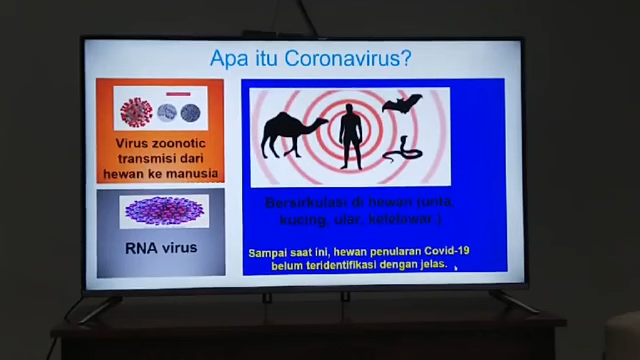 Apa itu Coronavirus?
Virus zoonotic
transmisi dari
hewan ke manusia
RNA virus
Bersirkulasi di hewan (unta,
kucing, ular, kelelawar.)
Sampai saat ini, hewan penularan Covid-19
belum teridentifikasi dengan jelas.